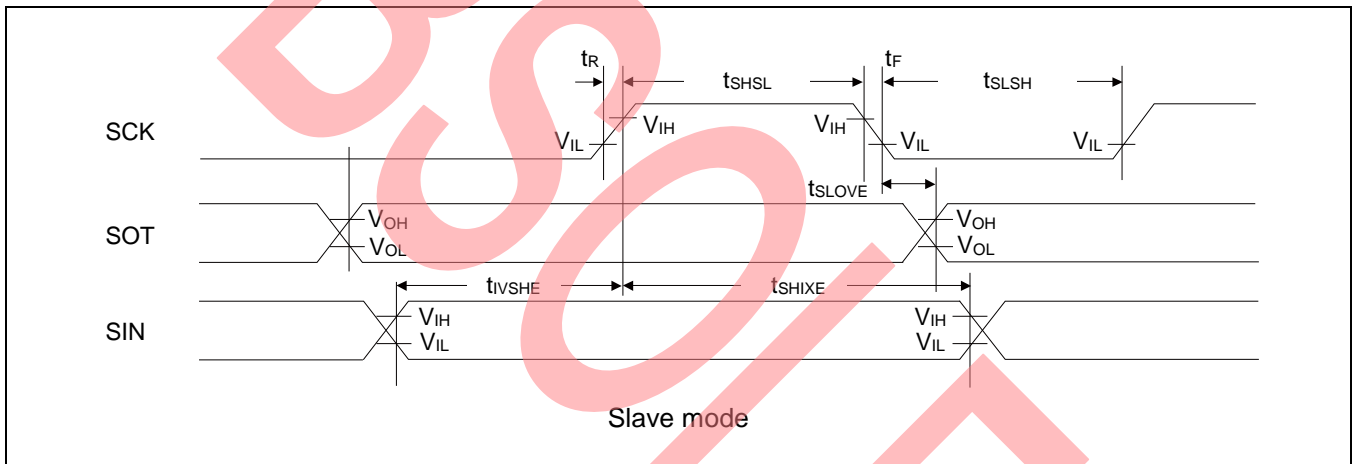 tR tF
tSHSL tSLSH
SCK VIH VIH
VIL VIL VIL
tSLOVE
SOT VOH VOH
VOL VOL
tIVSHE tSHIXE
SIN VIH VIH
VIL VIL
Slave mode